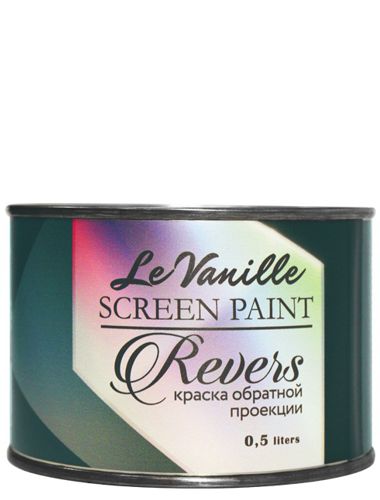 Le Vanille
SCREEN PAINT
Revers
краска обратной
проекции
0,5 liters